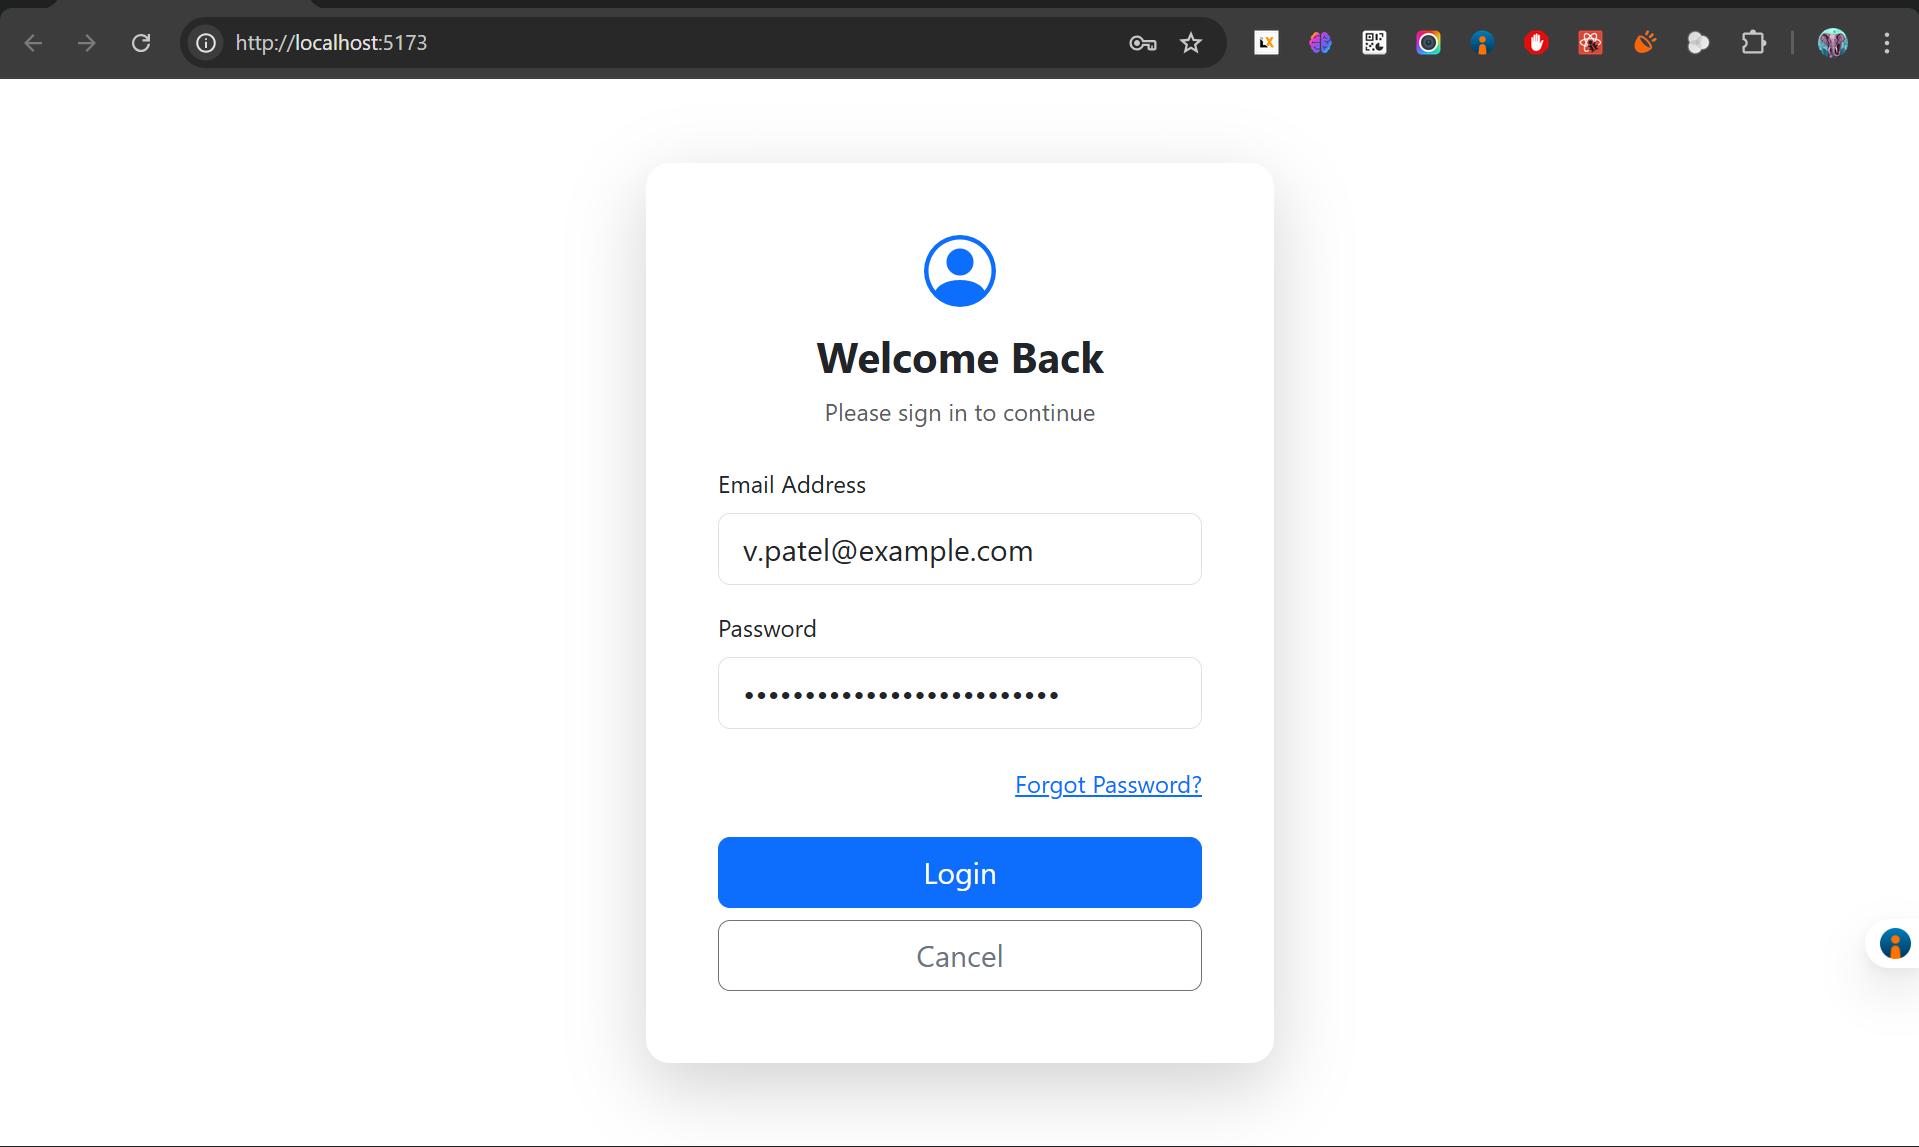 http://localhost:5173
Welcome Back
Please sign in to continue
Email Address
v.patel@example.com
Password
••••••••••••••••••••••••••
Forgot Password?
Login
Cancel